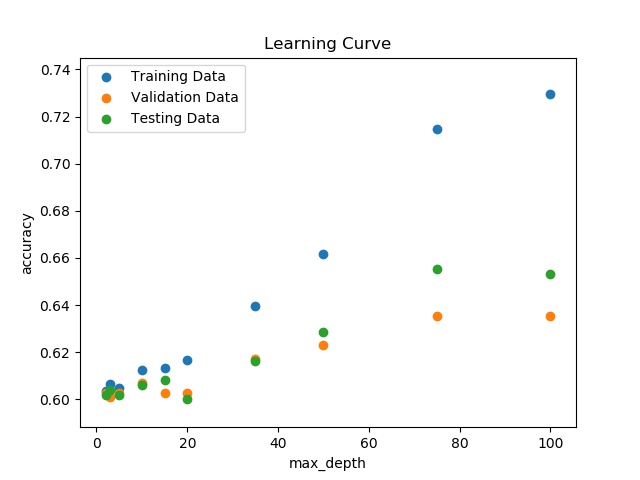 Learning Curve
Training Data
Validation Data
Testing Data
0.74
0.72
0.70
0.68
0.66
0.64
0.62
0.60
accuracy
0 20 40 60 80 100
max_depth